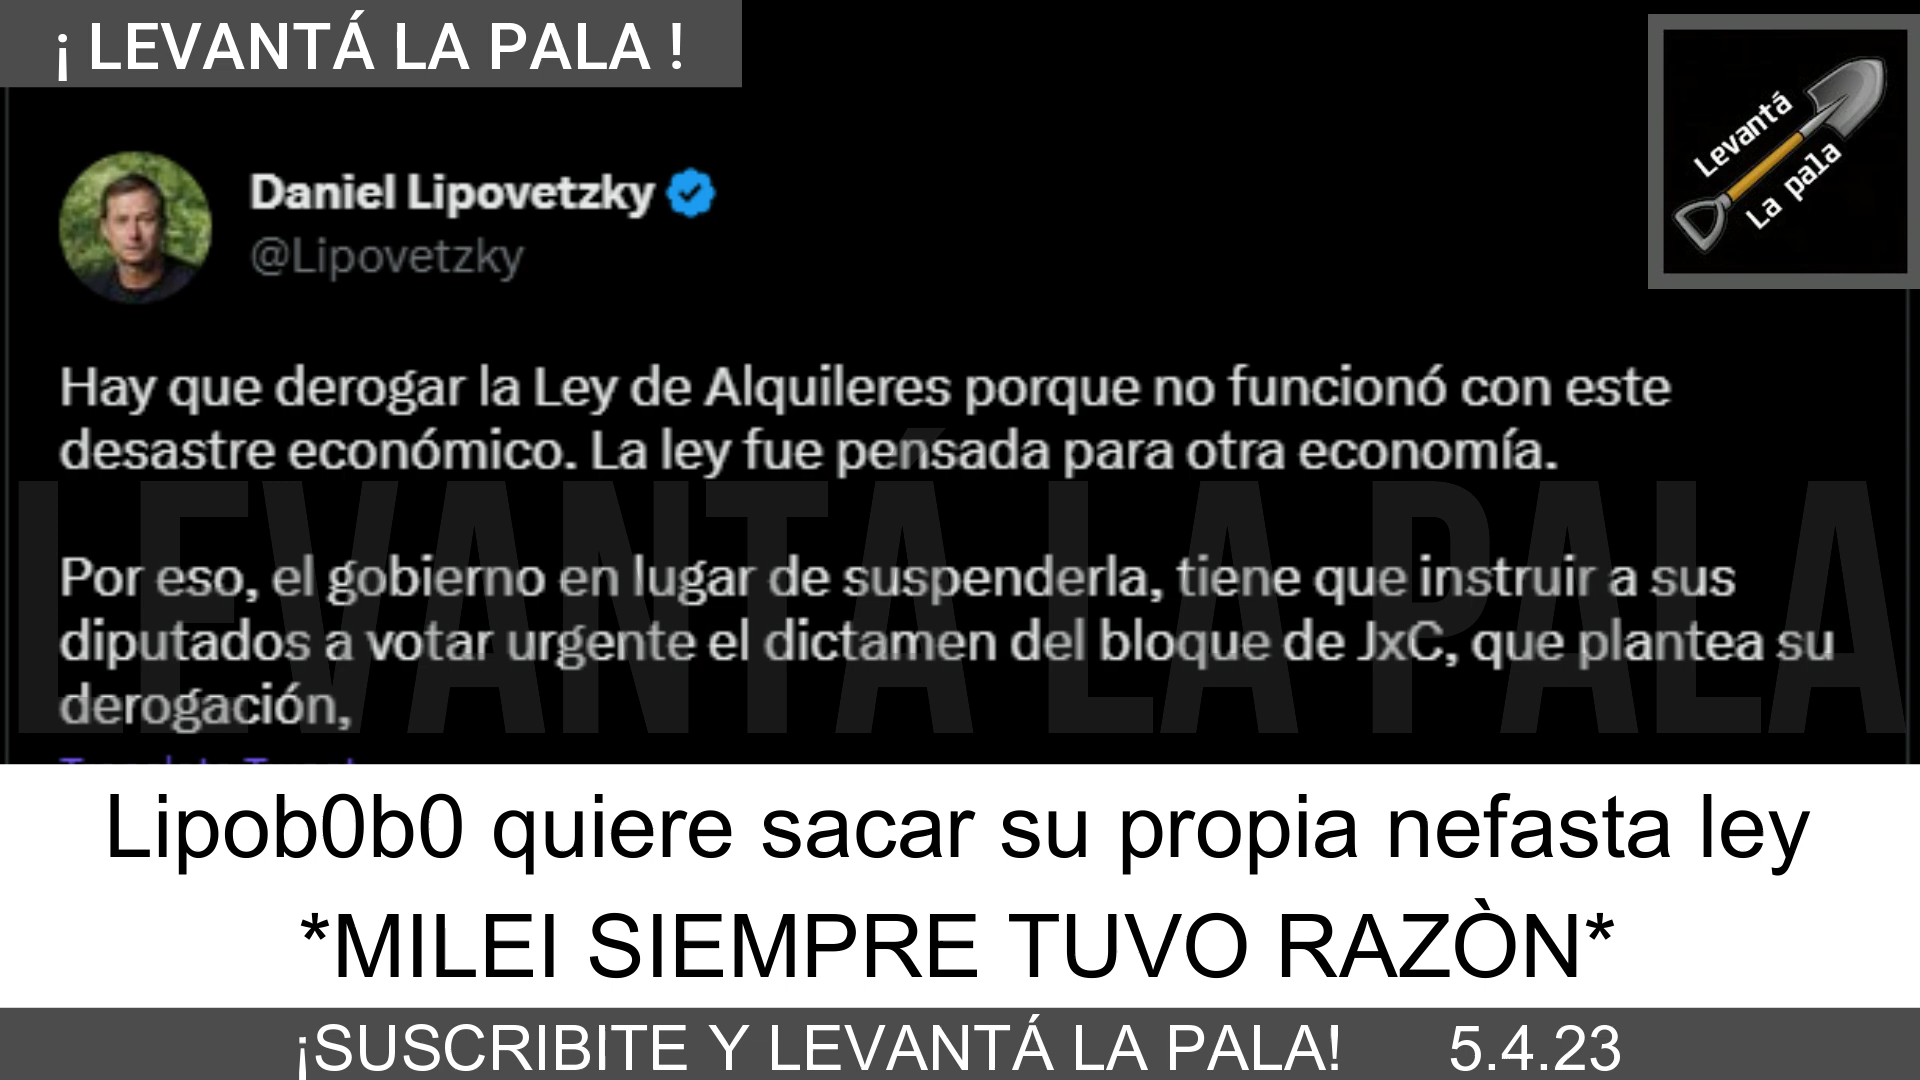 ¡ LEVANTÁ LA PALA !
Levantá
La pala
Daniel Lipovetzky
@Lipovetzky
Hay que derogar la Ley de Alquileres porque no funcionó con este
desastre económico. La ley fue pensada para otra economía.
Por eso, el gobierno en lugar de suspenderla, tiene que instruir a sus
diputados a votar urgente el dictamen del bloque de JxC, que plantea su
derogación,
LEVANTÁ LA PALA
Lipob0b0 quiere sacar su propia nefasta ley
*MILEI SIEMPRE TUVO RAZÒN*
¡SUSCRIBITE Y LEVANTÁ LA PALA! 5.4.23